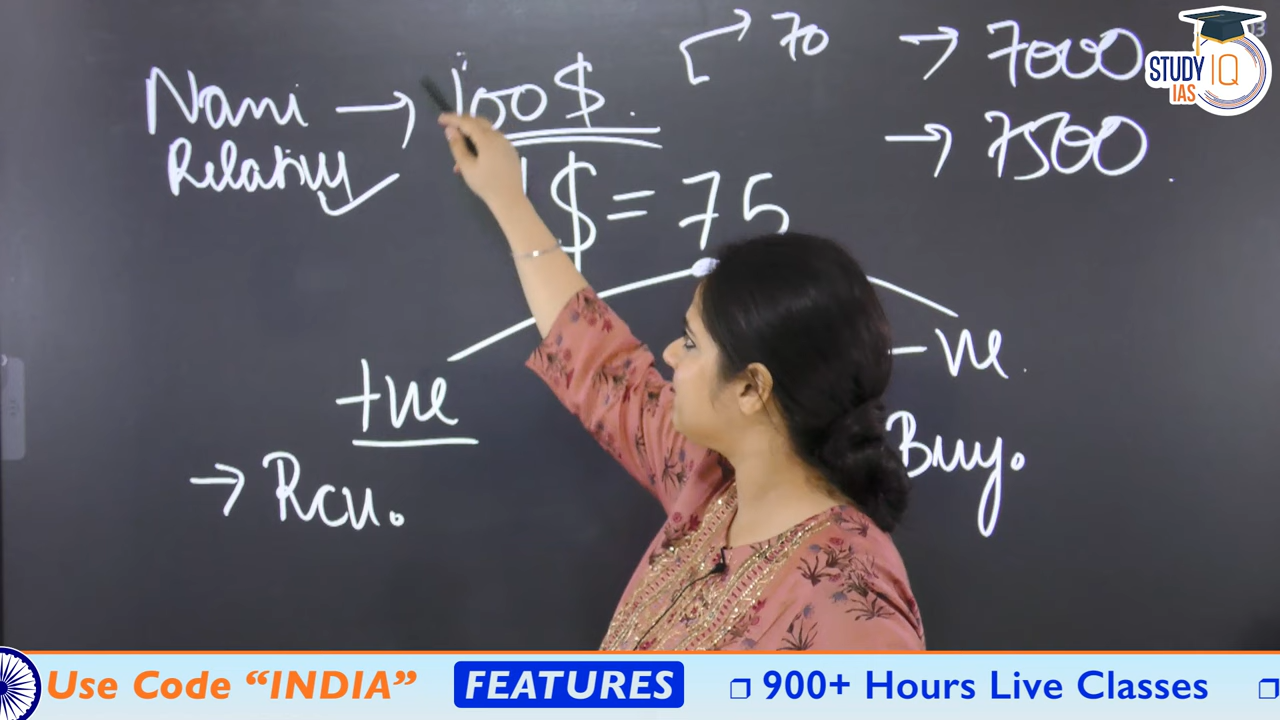 70 → 7000
Nani → 100$.
Relative
→ 7500
1$ = 75
+ve
-ve.
→ Rcv.
Buy.
STUDY IQ
IAS
Use Code “INDIA”
FEATURES
900+ Hours Live Classes